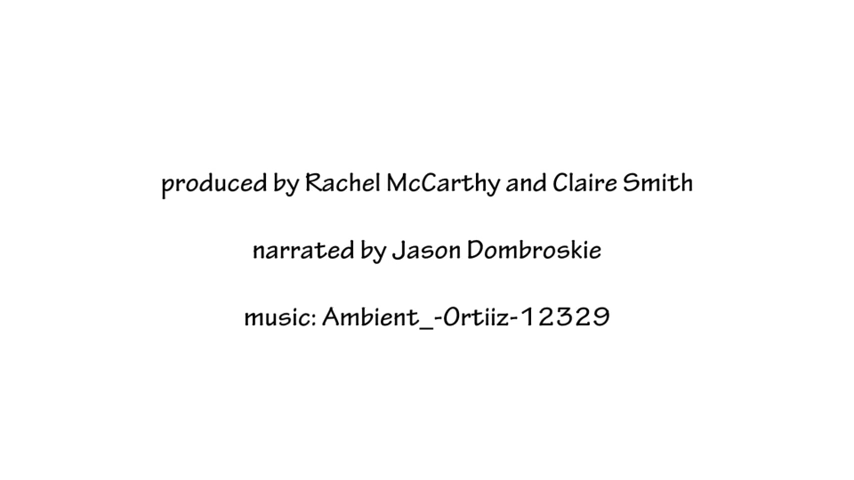 produced by Rachel McCarthy and Claire Smith
narrated by Jason Dombroskie
music: Ambient_-Ortiiz-12329